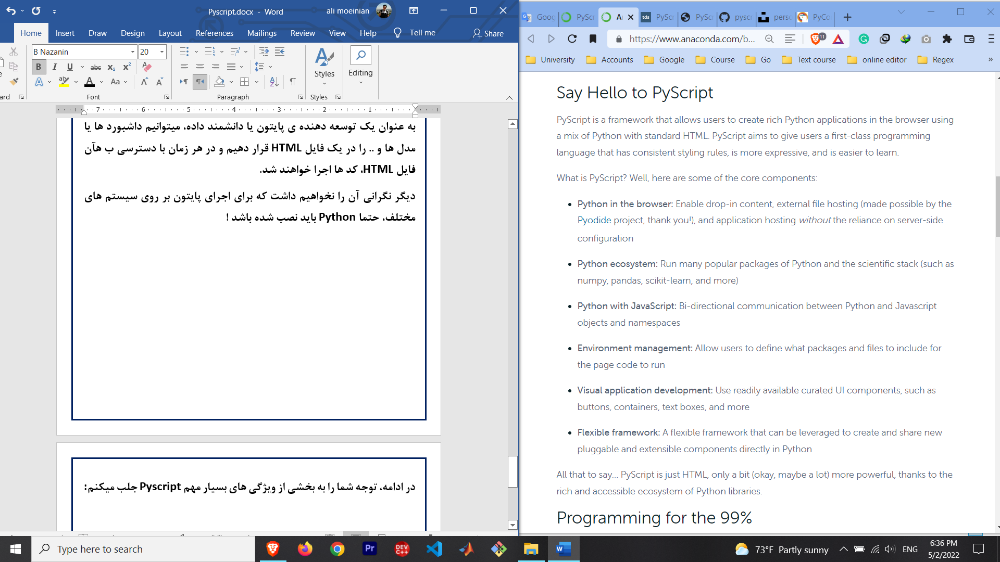 Pyscript.docx - Word
ali moeinian
Home Insert Draw Design Layout References Mailings Review View Help Tell me Share
B Nazanin 20
Styles
Editing
Font Paragraph Styles
7 6 5 4 3 2 1
به عنوان یک توسعه دهنده ی پایتون یا دانشمند داده، میتوانیم داشبورد ها یا
مدل ها و .. را در یک فایل HTML قرار دهیم و در هر زمان با دسترسی ب هآن
فایل HTML، کد ها اجرا خواهند شد.
دیگر نگرانی آن را نخواهیم داشت که برای اجرای پایتون بر روی سیستم های
مختلف، حتما Python باید نصب شده باشد !
در ادامه، توجه شما را به بخشی از ویژگی های بسیار مهم Pyscript جلب میکنم:
Goog PyScr A tds PyScr PyScr pyscr perso PyCo
https://www.anaconda.com/b... 11
University Accounts Google Course Go Text course online editor Regex »
Say Hello to PyScript
PyScript is a framework that allows users to create rich Python applications in the browser using
a mix of Python with standard HTML. PyScript aims to give users a first-class programming
language that has consistent styling rules, is more expressive, and is easier to learn.
What is PyScript? Well, here are some of the core components:
• Python in the browser: Enable drop-in content, external file hosting (made possible by the
Pyodide project, thank you!), and application hosting without the reliance on server-side
configuration
• Python ecosystem: Run many popular packages of Python and the scientific stack (such as
numpy, pandas, scikit-learn, and more)
• Python with JavaScript: Bi-directional communication between Python and Javascript
objects and namespaces
• Environment management: Allow users to define what packages and files to include for
the page code to run
• Visual application development: Use readily available curated UI components, such as
buttons, containers, text boxes, and more
• Flexible framework: A flexible framework that can be leveraged to create and share new
pluggable and extensible components directly in Python
All that to say... PyScript is just HTML, only a bit (okay, maybe a lot) more powerful, thanks to the
rich and accessible ecosystem of Python libraries.
Programming for the 99%
Type here to search
73°F Partly sunny ENG
6:36 PM
5/2/2022